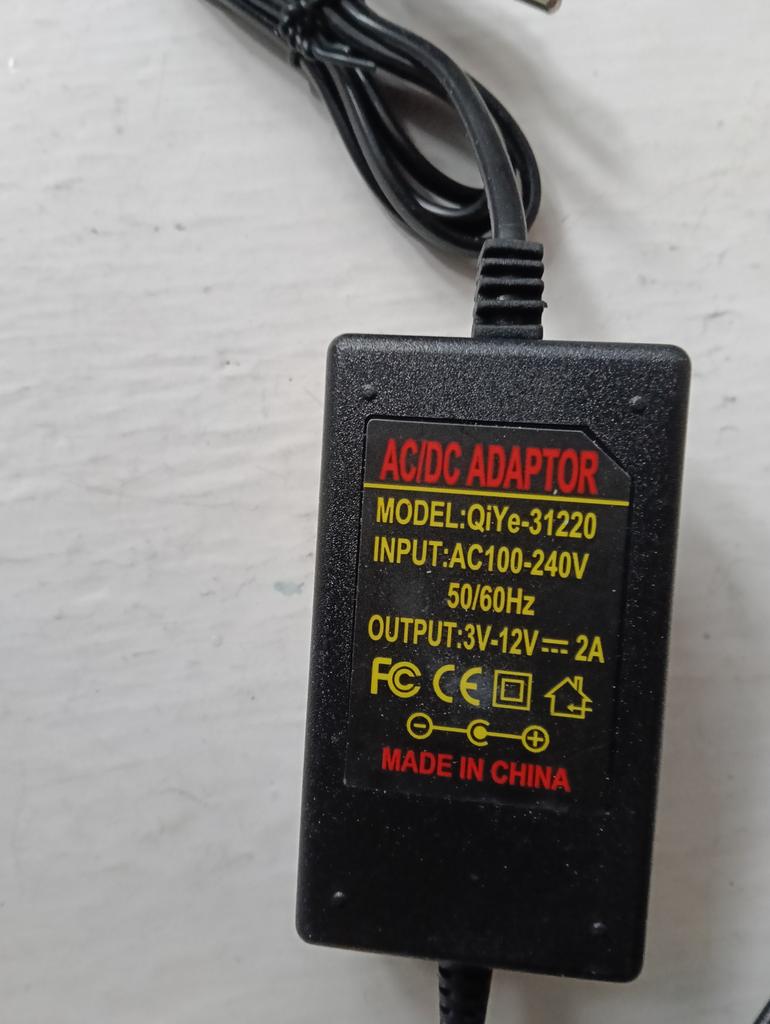 AC/DC ADAPTOR
MODEL:QiYe-31220
INPUT:AC100-240V
50/60Hz
OUTPUT:3V-12V⎓2A
FC CE
MADE IN CHINA